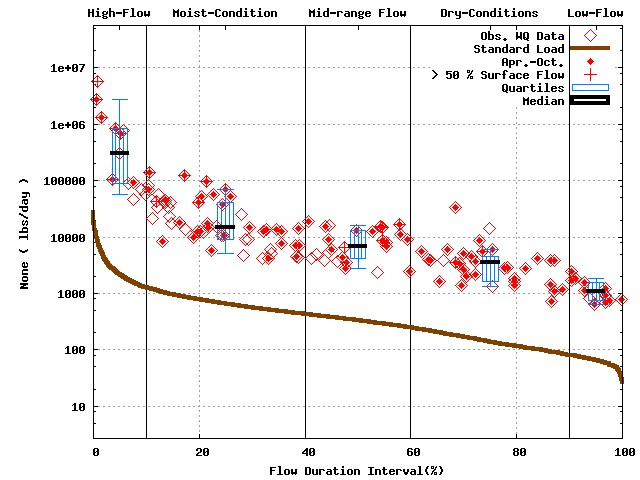 High-Flow Moist-Condition Mid-range Flow Dry-Conditions Low-Flow
Obs. WQ Data
Standard Load
Apr.-Oct.
> 50 % Surface Flow
Quartiles
Median
1e+07
1e+06
100000
10000
1000
100
10
None ( lbs/day )
0 20 40 60 80 100
Flow Duration Interval(%)